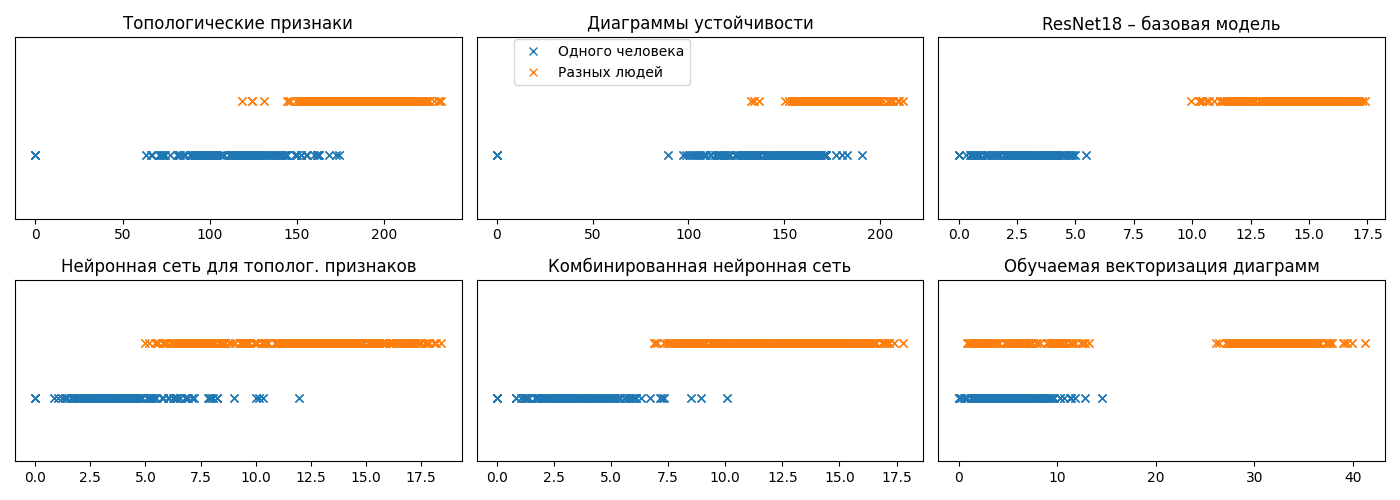 Топологические признаки
Диаграммы устойчивости
ResNet18 – базовая модель
Одного человека
Разных людей
0 50 100 150 200
0 50 100 150 200
0.0 2.5 5.0 7.5 10.0 12.5 15.0 17.5
Нейронная сеть для тополог. признаков
Комбинированная нейронная сеть
Обучаемая векторизация диаграмм
0.0 2.5 5.0 7.5 10.0 12.5 15.0 17.5
0.0 2.5 5.0 7.5 10.0 12.5 15.0 17.5
0 10 20 30 40